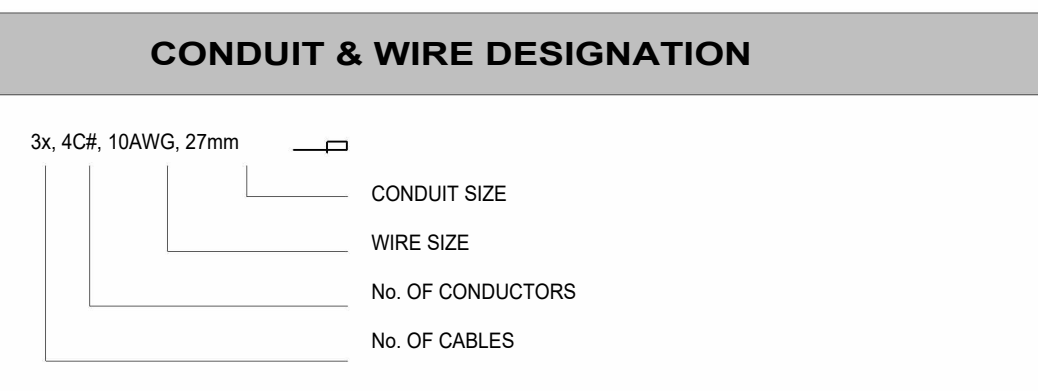 CONDUIT & WIRE DESIGNATION
3x, 4C#, 10AWG, 27mm
CONDUIT SIZE
WIRE SIZE
No. OF CONDUCTORS
No. OF CABLES